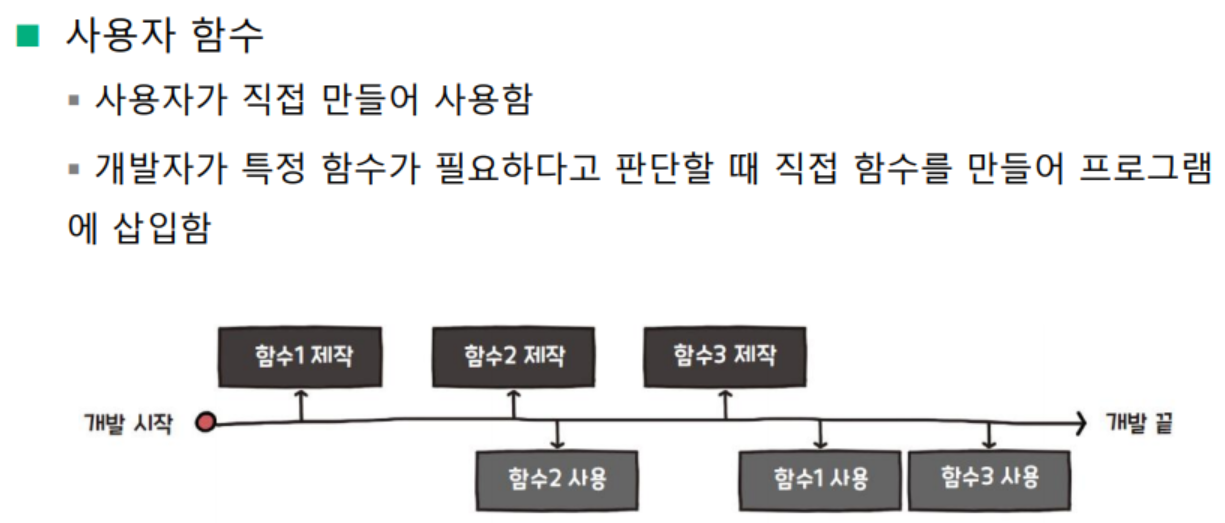 사용자 함수
사용자가 직접 만들어 사용함
개발자가 특정 함수가 필요하다고 판단할 때 직접 함수를 만들어 프로그램
에 삽입함
함수1 제작
함수2 제작
함수3 제작
개발 시작
개발 끝
함수2 사용
함수1 사용
함수3 사용